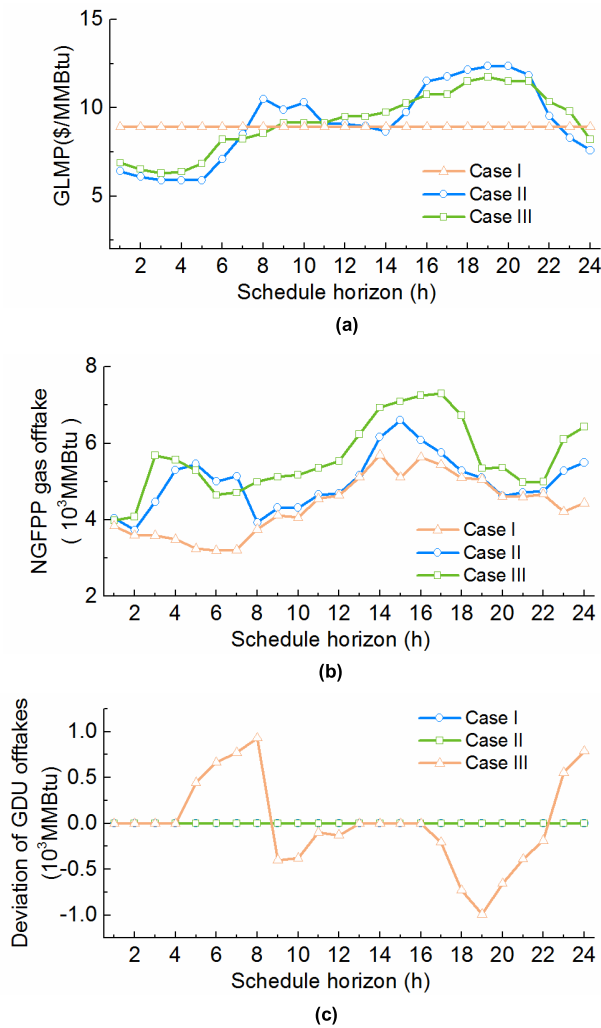 15
10
5
GLMP($/MMBtu)
Case I
Case II
Case III
2 4 6 8 10 12 14 16 18 20 22 24
Schedule horizon (h)
(a)
8
6
4
2
NGFPP gas offtake
( 10³MMBtu )
Case I
Case II
Case III
2 4 6 8 10 12 14 16 18 20 22 24
Schedule horizon (h)
(b)
1.0
0.5
0.0
-0.5
-1.0
Deviation of GDU offtakes
(10³MMBtu)
Case I
Case II
Case III
2 4 6 8 10 12 14 16 18 20 22 24
Schedule horizon (h)
(c)